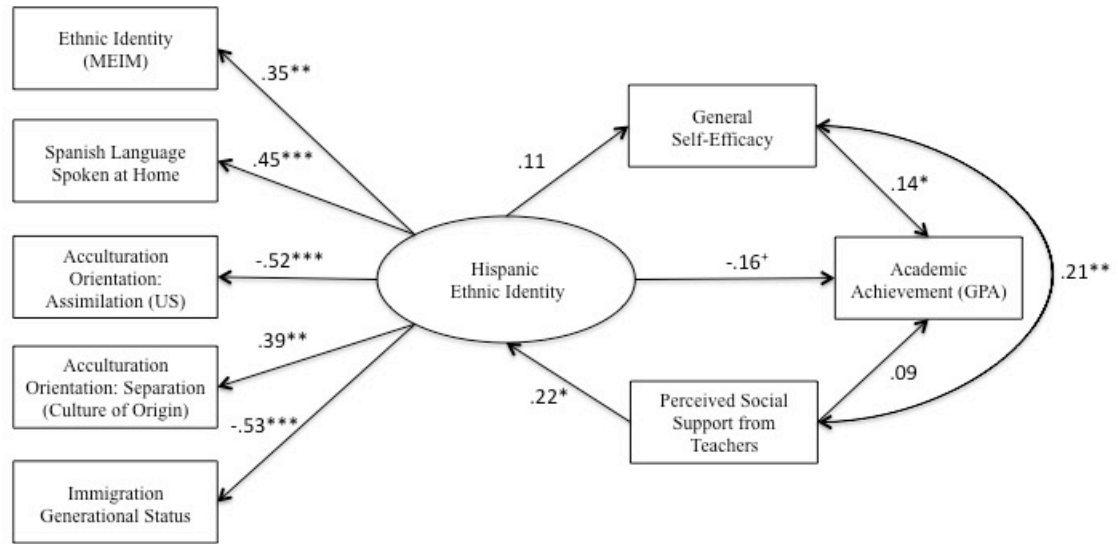 Ethnic Identity
(MEIM)
.35**
Spanish Language
Spoken at Home
.45***
Acculturation
Orientation:
Assimilation (US)
-.52***
Acculturation
Orientation: Separation
(Culture of Origin)
.39**
Immigration
Generational Status
-.53***
Hispanic
Ethnic Identity
.11
General
Self-Efficacy
.14*
-.16⁺
Academic
Achievement (GPA)
.21**
.22*
Perceived Social
Support from
Teachers
.09